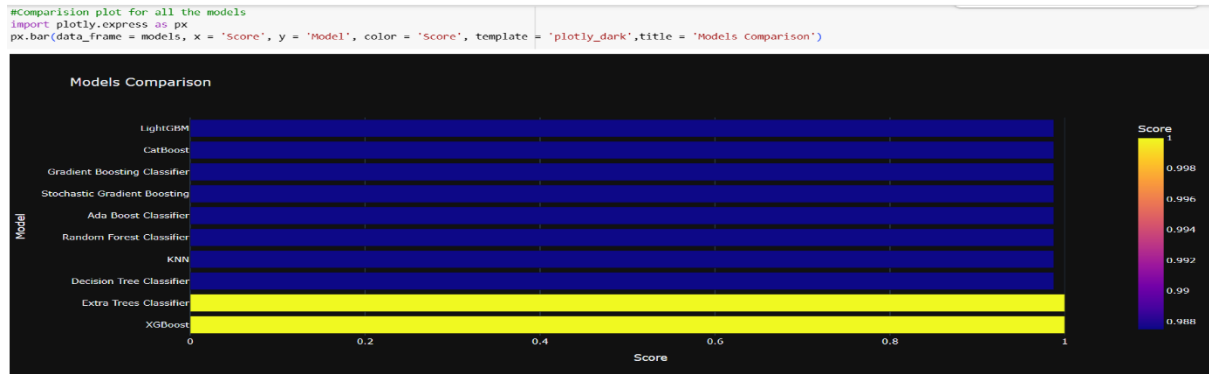 #Comparision plot for all the models
import plotly.express as px
px.bar(data_frame = models, x = 'Score', y = 'Model', color = 'Score', template = 'plotly_dark',title = 'Models Comparison')
Models Comparison
Model
LightGBM
CatBoost
Gradient Boosting Classifier
Stochastic Gradient Boosting
Ada Boost Classifier
Random Forest Classifier
KNN
Decision Tree Classifier
Extra Trees Classifier
XGBoost
0 0.2 0.4 0.6 0.8 1
Score
Score
1
0.998
0.996
0.994
0.992
0.99
0.988